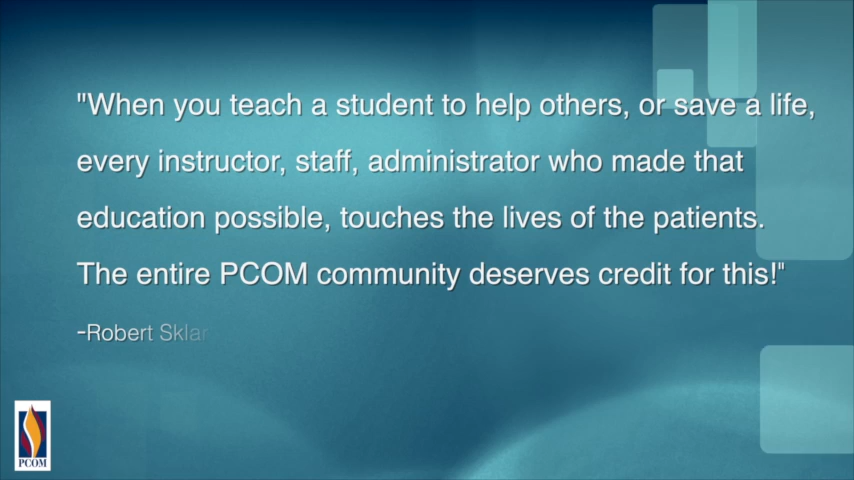 "When you teach a student to help others, or save a life,
every instructor, staff, administrator who made that
education possible, touches the lives of the patients.
The entire PCOM community deserves credit for this!"
-Robert Sklar
PCOM